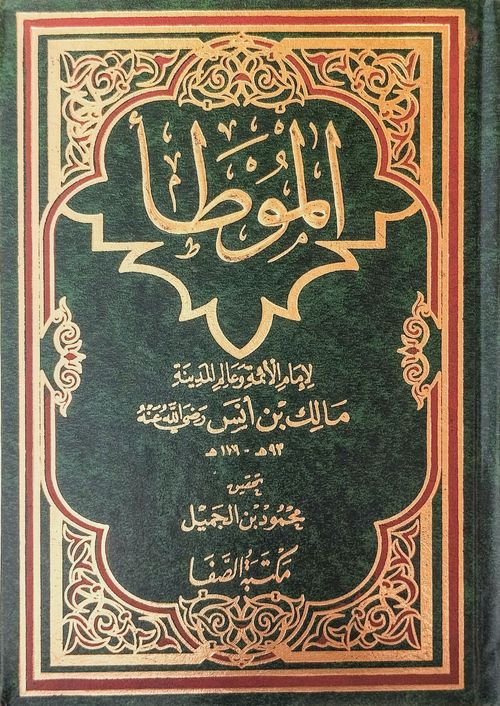 الموطأ
لإمام الأئمة وعالم المدينة
مالك بن أنس رضي الله عنه
٩٣هـ - ١٧٩هـ
تحقيق
محمود بن الجميل
مكتبة الصفا